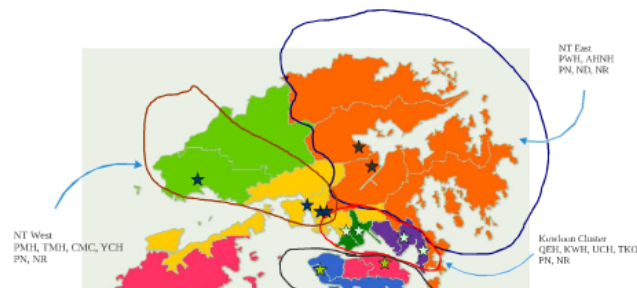 NT East
PWH, AHNH
PN, ND, NR
NT West
PMH, TMH, CMC, YCH
PN, NR
Kowloon Cluster
QEH, KWH, UCH, TKO
PN, NR